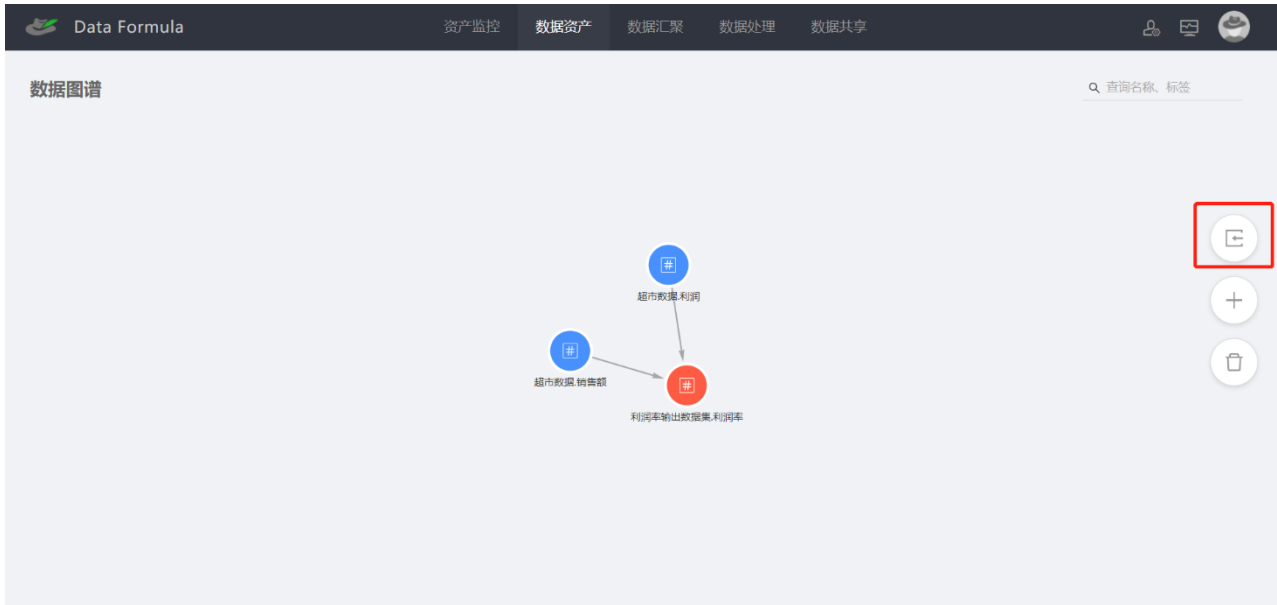 Data Formula 资产监控 数据资产 数据汇聚 数据处理 数据共享
数据图谱 查询名称、标签
超市数据.利润
超市数据.销售额
利润率输出数据集.利润率